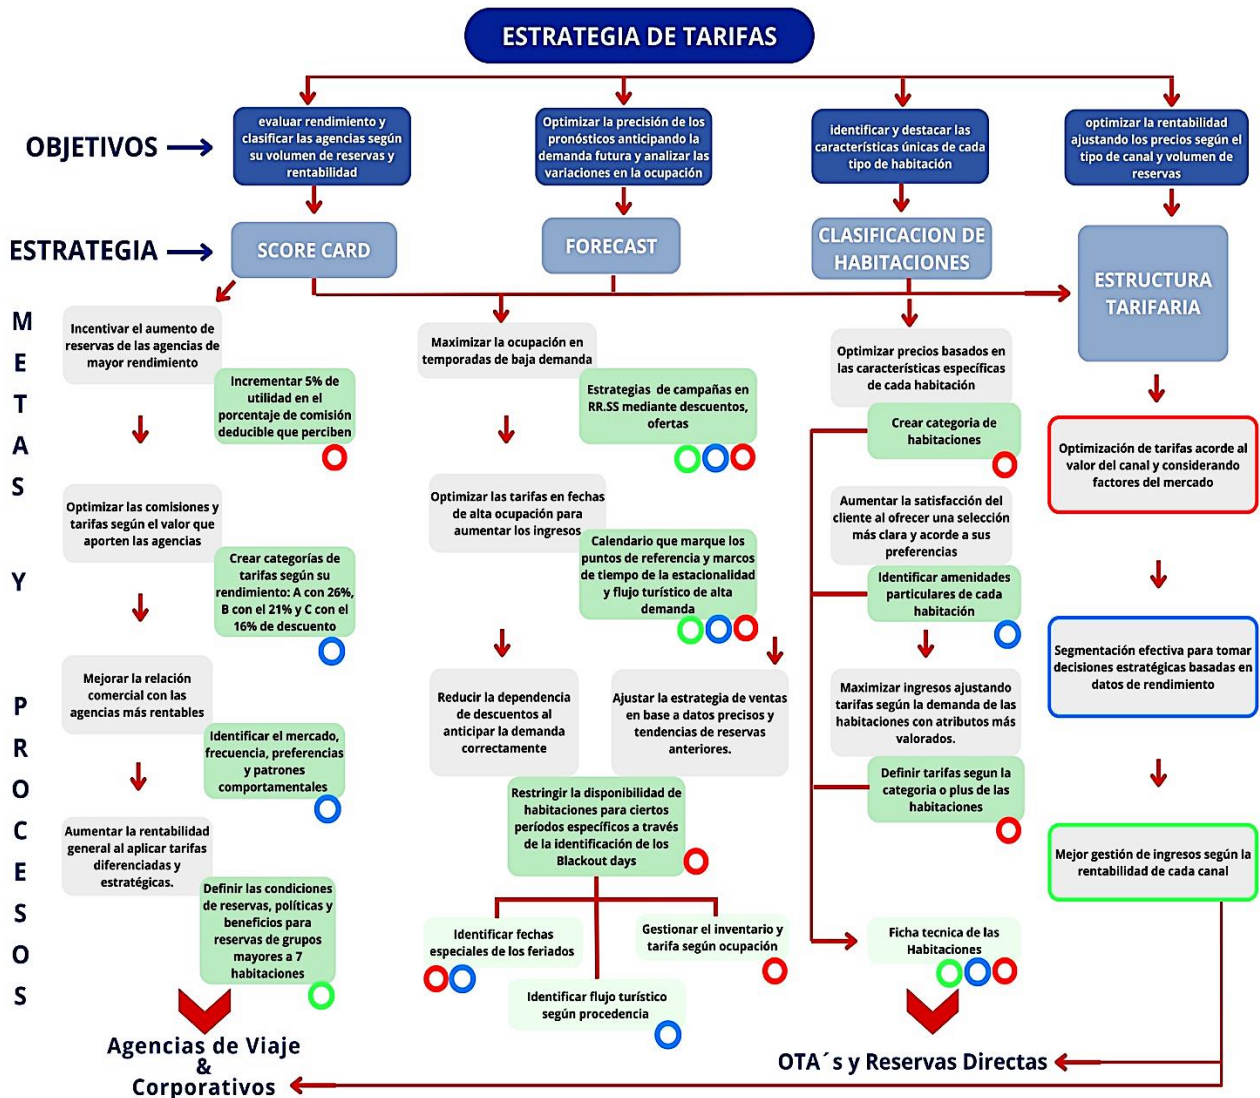 ESTRATEGIA DE TARIFAS
OBJETIVOS
evaluar rendimiento y
clasificar las agencias según
su volumen de reservas y
rentabilidad
Optimizar la precisión de los
pronósticos anticipando la
demanda futura y analizar las
variaciones en la ocupación
identificar y destacar las
características únicas de cada
tipo de habitación
optimizar la rentabilidad
ajustando los precios según el
tipo de canal y volumen de
reservas
ESTRATEGIA
SCORE CARD
FORECAST
CLASIFICACION DE
HABITACIONES
ESTRUCTURA
TARIFARIA
METAS Y PROCESOS
Incentivar el aumento de
reservas de las agencias de
mayor rendimiento
Incrementar 5% de
utilidad en el
porcentaje de comisión
deducible que perciben
Optimizar las comisiones y
tarifas según el valor que
aporten las agencias
Crear categorías de
tarifas según su
rendimiento: A con 26%,
B con el 21% y C con el
16% de descuento
Mejorar la relación
comercial con las
agencias más rentables
Identificar el mercado,
frecuencia, preferencias
y patrones
comportamentales
Aumentar la rentabilidad
general al aplicar tarifas
diferenciadas y
estratégicas.
Definir las condiciones
de reservas, políticas y
beneficios para
reservas de grupos
mayores a 7
habitaciones
Agencias de Viaje
&
Corporativos
Maximizar la ocupación en
temporadas de baja demanda
Estrategias de campañas en
RR.SS mediante descuentos,
ofertas
Optimizar las tarifas en fechas
de alta ocupación para
aumentar los ingresos
Calendario que marque los
puntos de referencia y marcos
de tiempo de la estacionalidad
y flujo turístico de alta
demanda
Reducir la dependencia
de descuentos al
anticipar la demanda
correctamente
Ajustar la estrategia de ventas
en base a datos precisos y
tendencias de reservas
anteriores.
Restringir la disponibilidad de
habitaciones para ciertos
períodos específicos a través
de la identificación de los
Blackout days
Identificar fechas
especiales de los feriados
Gestionar el inventario y
tarifa según ocupación
Identificar flujo turístico
según procedencia
Optimizar precios basados en
las características específicas
de cada habitación
Crear categoria de
habitaciones
Aumentar la satisfacción del
cliente al ofrecer una selección
más clara y acorde a sus
preferencias
Identificar amenidades
particulares de cada
habitación
Maximizar ingresos ajustando
tarifas según la demanda de las
habitaciones con atributos más
valorados.
Definir tarifas segun la
categoria o plus de las
habitaciones
Ficha tecnica de las
Habitaciones
OTA´s y Reservas Directas
Optimización de tarifas acorde al
valor del canal y considerando
factores del mercado
Segmentación efectiva para tomar
decisiones estratégicas basadas en
datos de rendimiento
Mejor gestión de ingresos según la
rentabilidad de cada canal